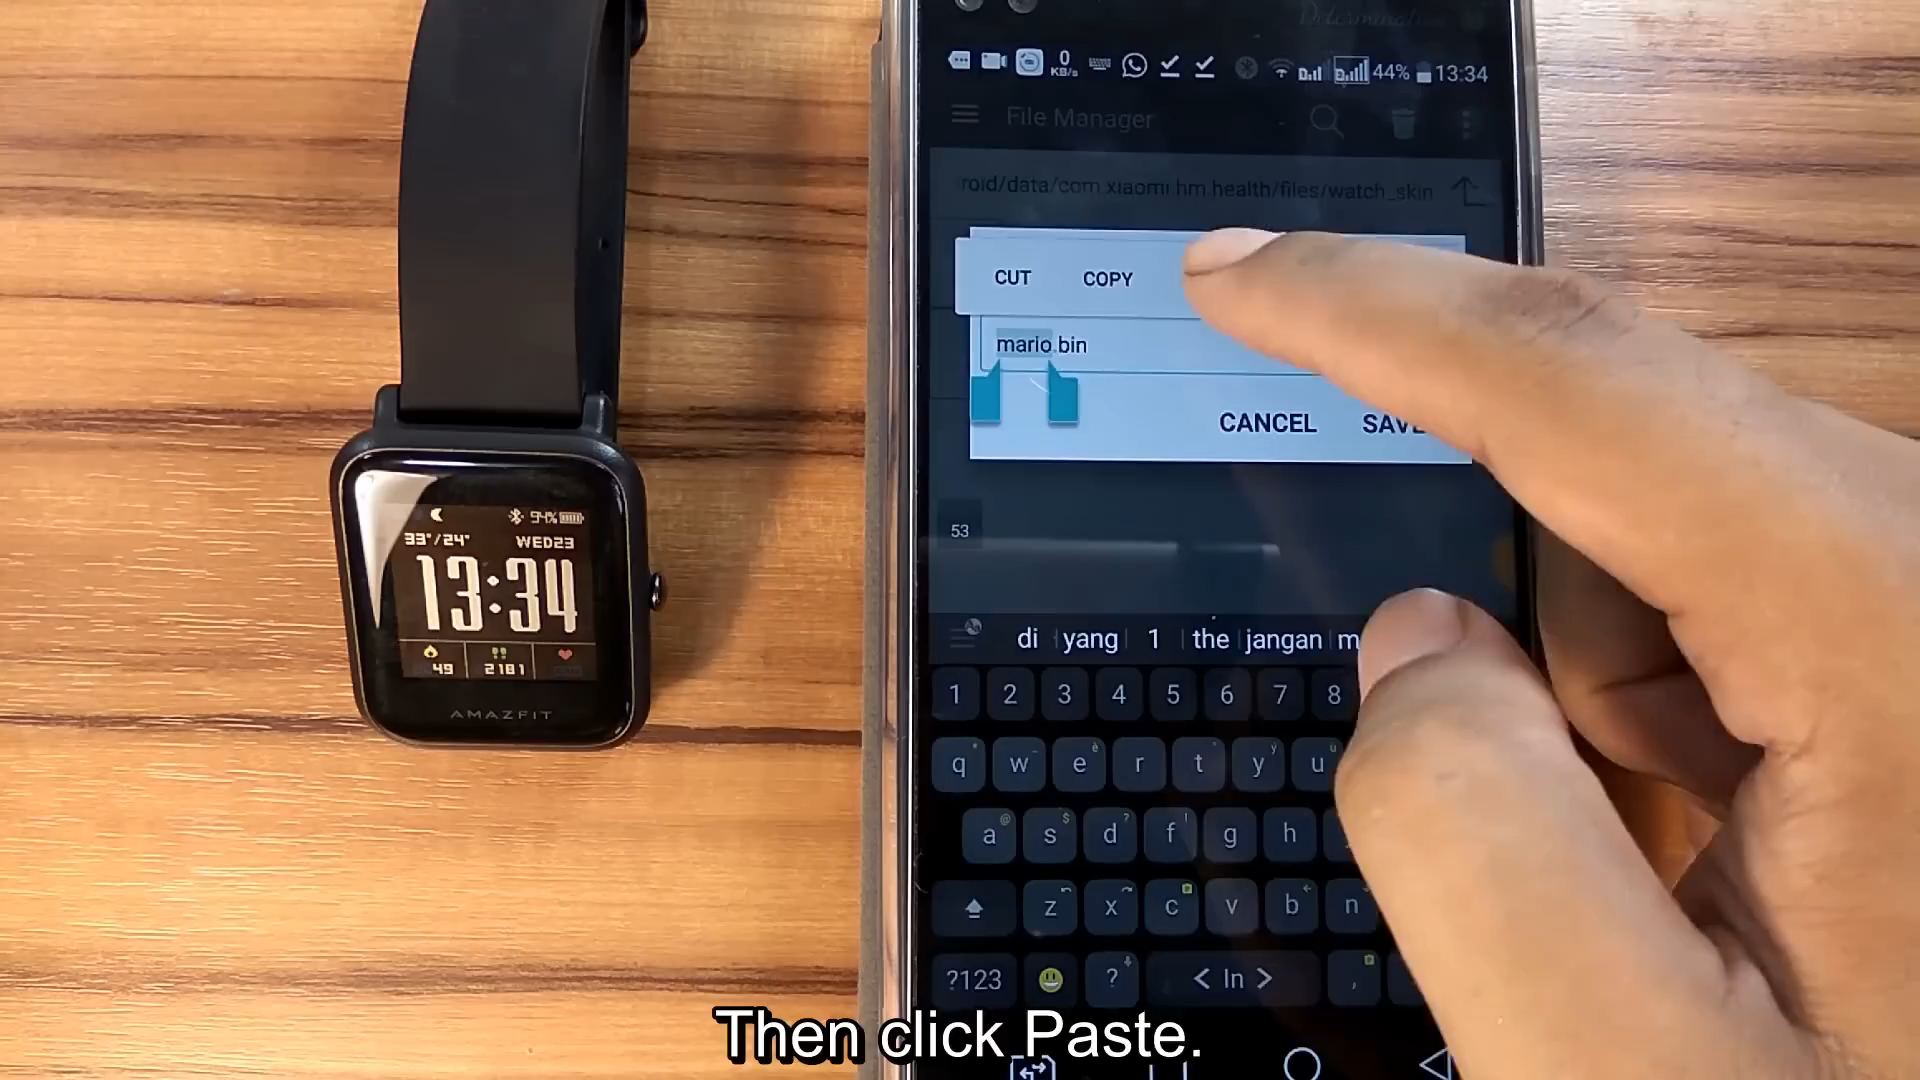 Determination
0
KB/s
44%
13:34
File Manager
roid/data/com.xiaomi.hm.health/files/watch_skin
CUT COPY
mario.bin
CANCEL SAVE
53
94%
33°/24° WED23
13:34
49 2181
AMAZFIT
di yang 1 the jangan m
1 2 3 4 5 6 7 8
q w e r t y u
a s d f g h
z x c v b n
?123 ? < In > ,
Then click Paste.